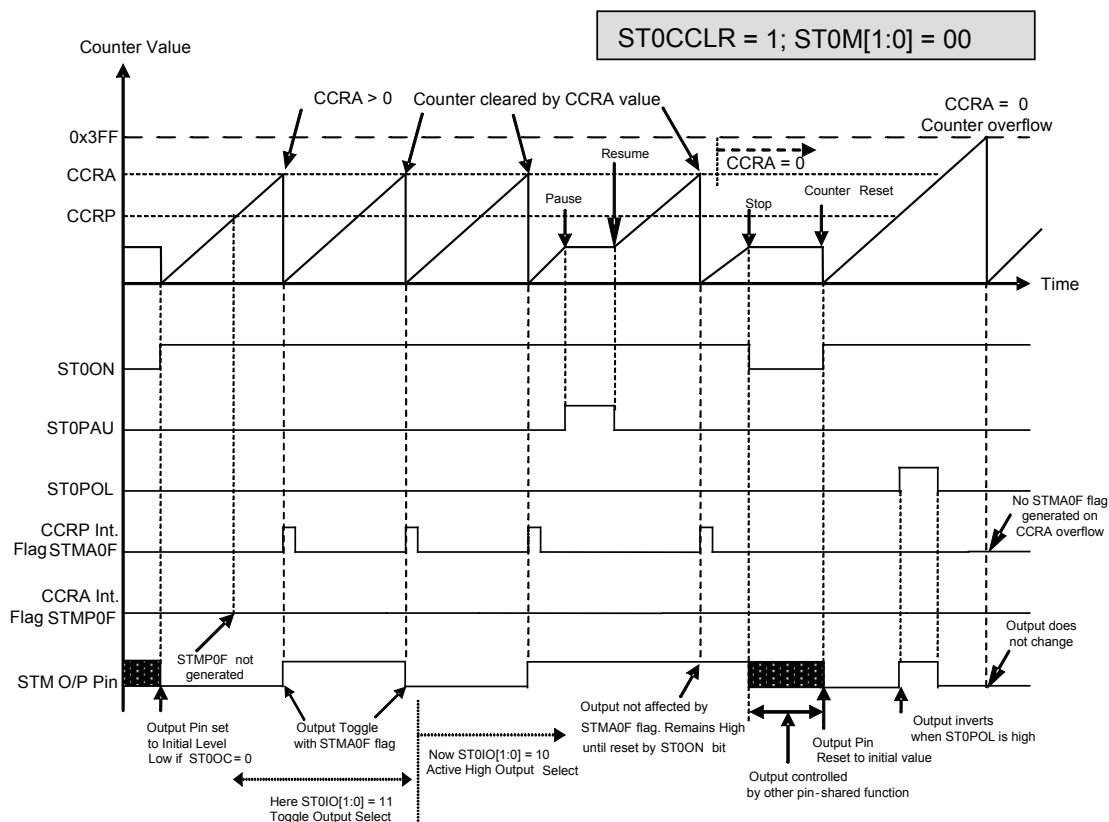 ST0CCLR = 1; ST0M[1:0] = 00
Counter Value
CCRA > 0
Counter cleared by CCRA value
CCRA = 0
Counter overflow
0x3FF
Resume
CCRA = 0
CCRA
Pause
Stop
Counter Reset
CCRP
Time
ST0ON
ST0PAU
ST0POL
No STMA0F flag
generated on
CCRA overflow
CCRP Int.
Flag STMA0F
CCRA Int.
Flag STMP0F
STMP0F not
generated
Output does
not change
STM O/P Pin
Output Pin set
to Initial Level
Low if ST0OC=0
Output Toggle
with STMA0F flag
Output not affected by
STMA0F flag. Remains High
until reset by ST0ON bit
Output inverts
when ST0POL is high
Now ST0IO[1:0] = 10
Active High Output Select
Output Pin
Reset to initial value
Output controlled
by other pin-shared function
Here ST0IO[1:0] = 11
Toggle Output Select